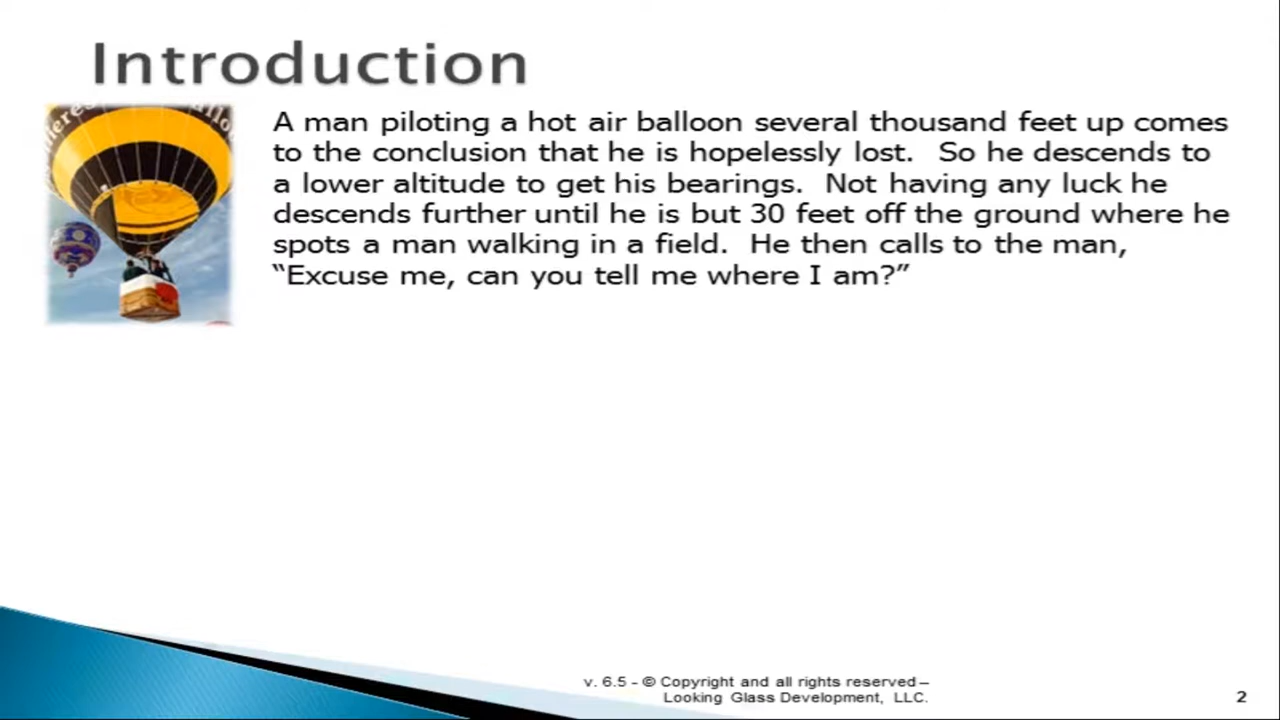 Introduction
A man piloting a hot air balloon several thousand feet up comes
to the conclusion that he is hopelessly lost.  So he descends to
a lower altitude to get his bearings.  Not having any luck he
descends further until he is but 30 feet off the ground where he
spots a man walking in a field.  He then calls to the man,
“Excuse me, can you tell me where I am?”
v. 6.5 - © Copyright and all rights reserved –
Looking Glass Development, LLC.
2